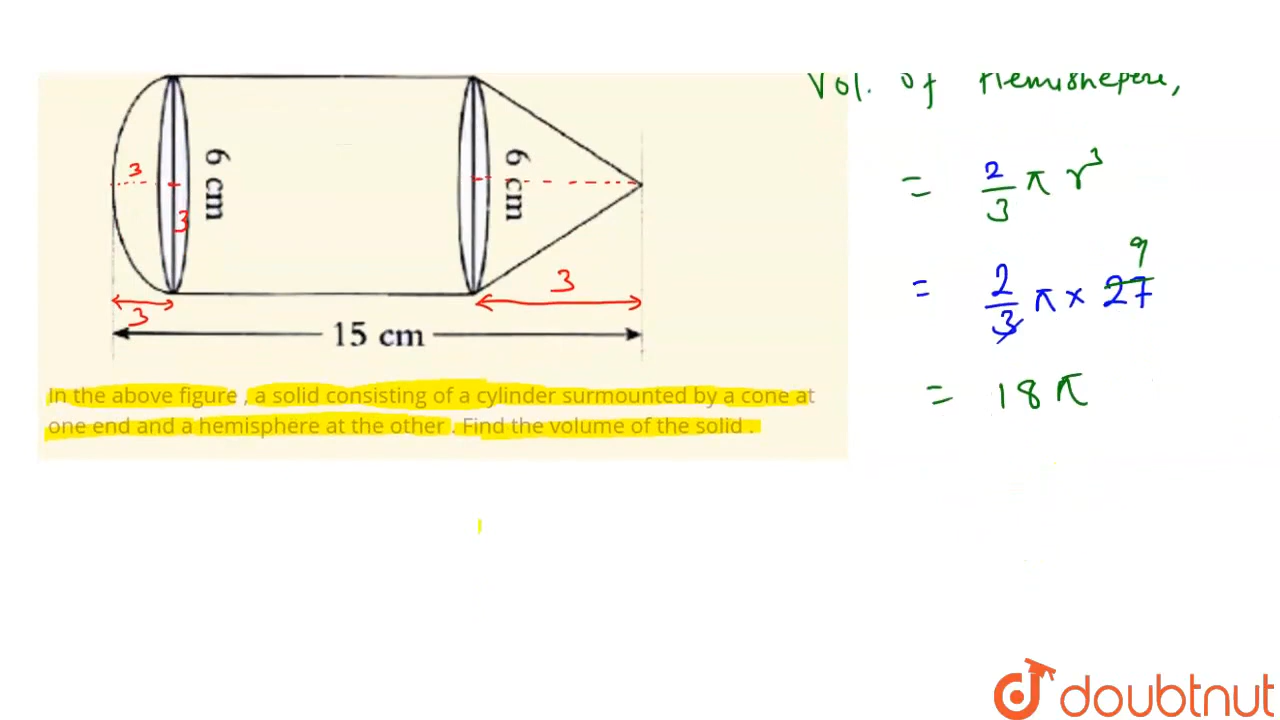 Vol. of Hemishepere,
= 2/3 π r³
9
= 2/3 π × 27
= 18 π
6 cm
6 cm
3
3
3
3
15 cm
In the above figure , a solid consisting of a cylinder surmounted by a cone at
one end and a hemisphere at the other . Find the volume of the solid .
doubtnut